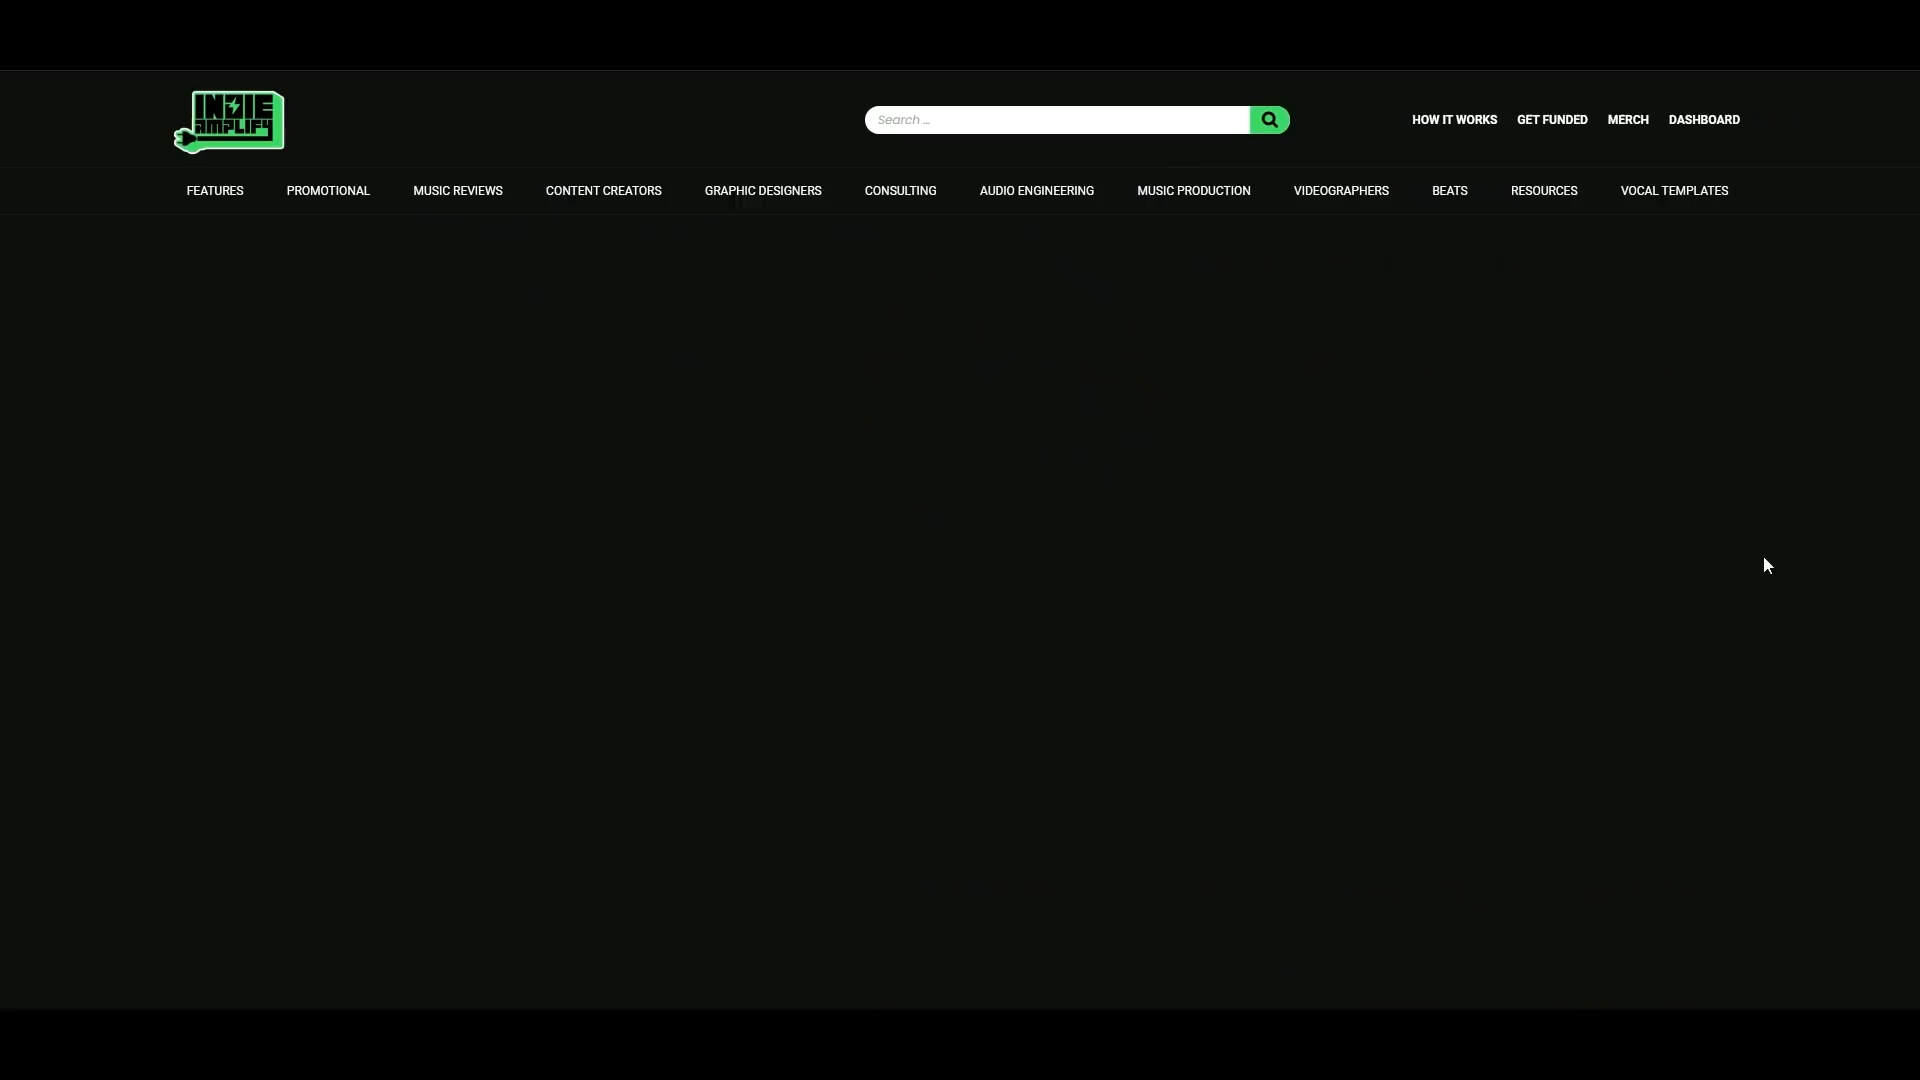 INDIE
AMPLIFY
Search ...
HOW IT WORKS GET FUNDED MERCH DASHBOARD
FEATURES PROMOTIONAL MUSIC REVIEWS CONTENT CREATORS GRAPHIC DESIGNERS CONSULTING AUDIO ENGINEERING MUSIC PRODUCTION VIDEOGRAPHERS BEATS RESOURCES VOCAL TEMPLATES